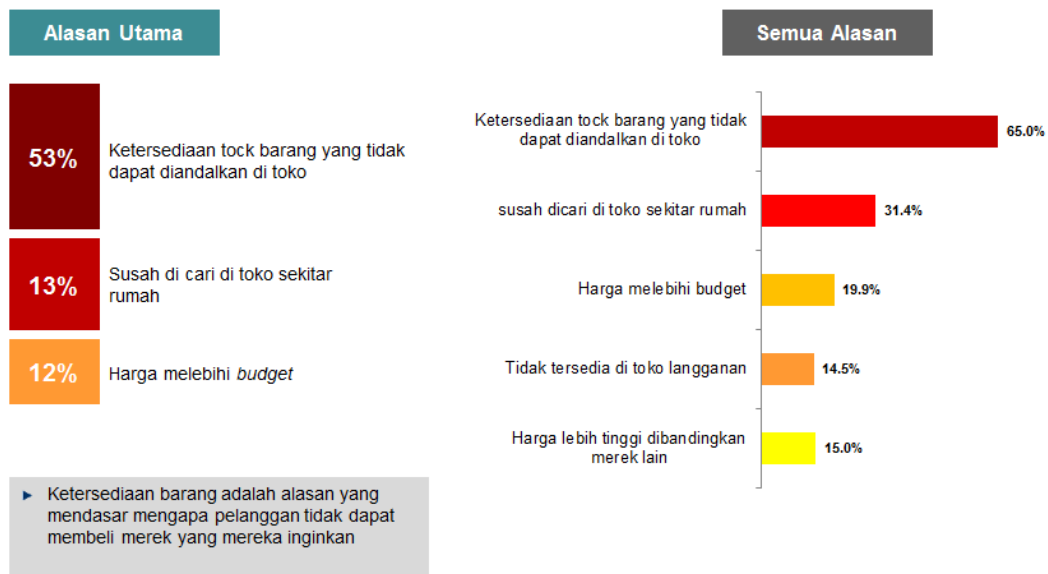 Alasan Utama
53%
Ketersediaan tock barang yang tidak
dapat diandalkan di toko
13%
Susah di cari di toko sekitar
rumah
12%
Harga melebihi budget
► Ketersediaan barang adalah alasan yang
mendasar mengapa pelanggan tidak dapat
membeli merek yang mereka inginkan
Semua Alasan
Ketersediaan tock barang yang tidak
dapat diandalkan di toko
65.0%
susah dicari di toko sekitar rumah
31.4%
Harga melebihi budget
19.9%
Tidak tersedia di toko langganan
14.5%
Harga lebih tinggi dibandingkan
merek lain
15.0%